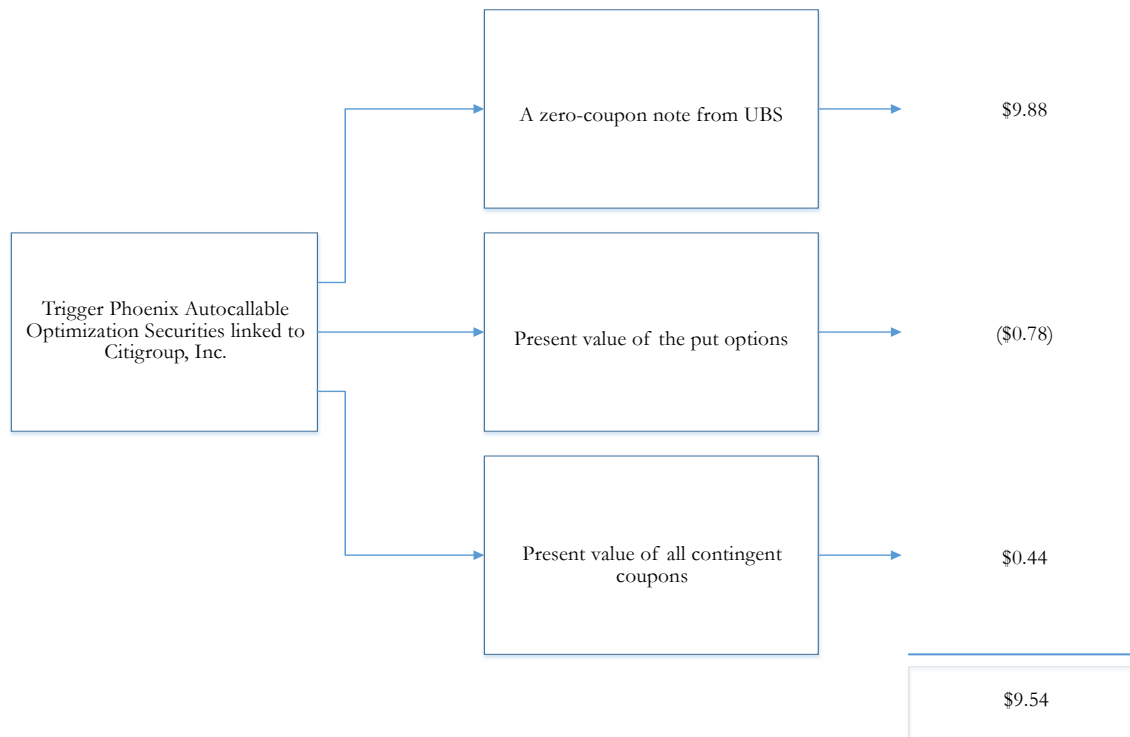 A zero-coupon note from UBS
$9.88
Trigger Phoenix Autocallable
Optimization Securities linked to
Citigroup, Inc.
Present value of the put options
($0.78)
Present value of all contingent
coupons
$0.44
$9.54